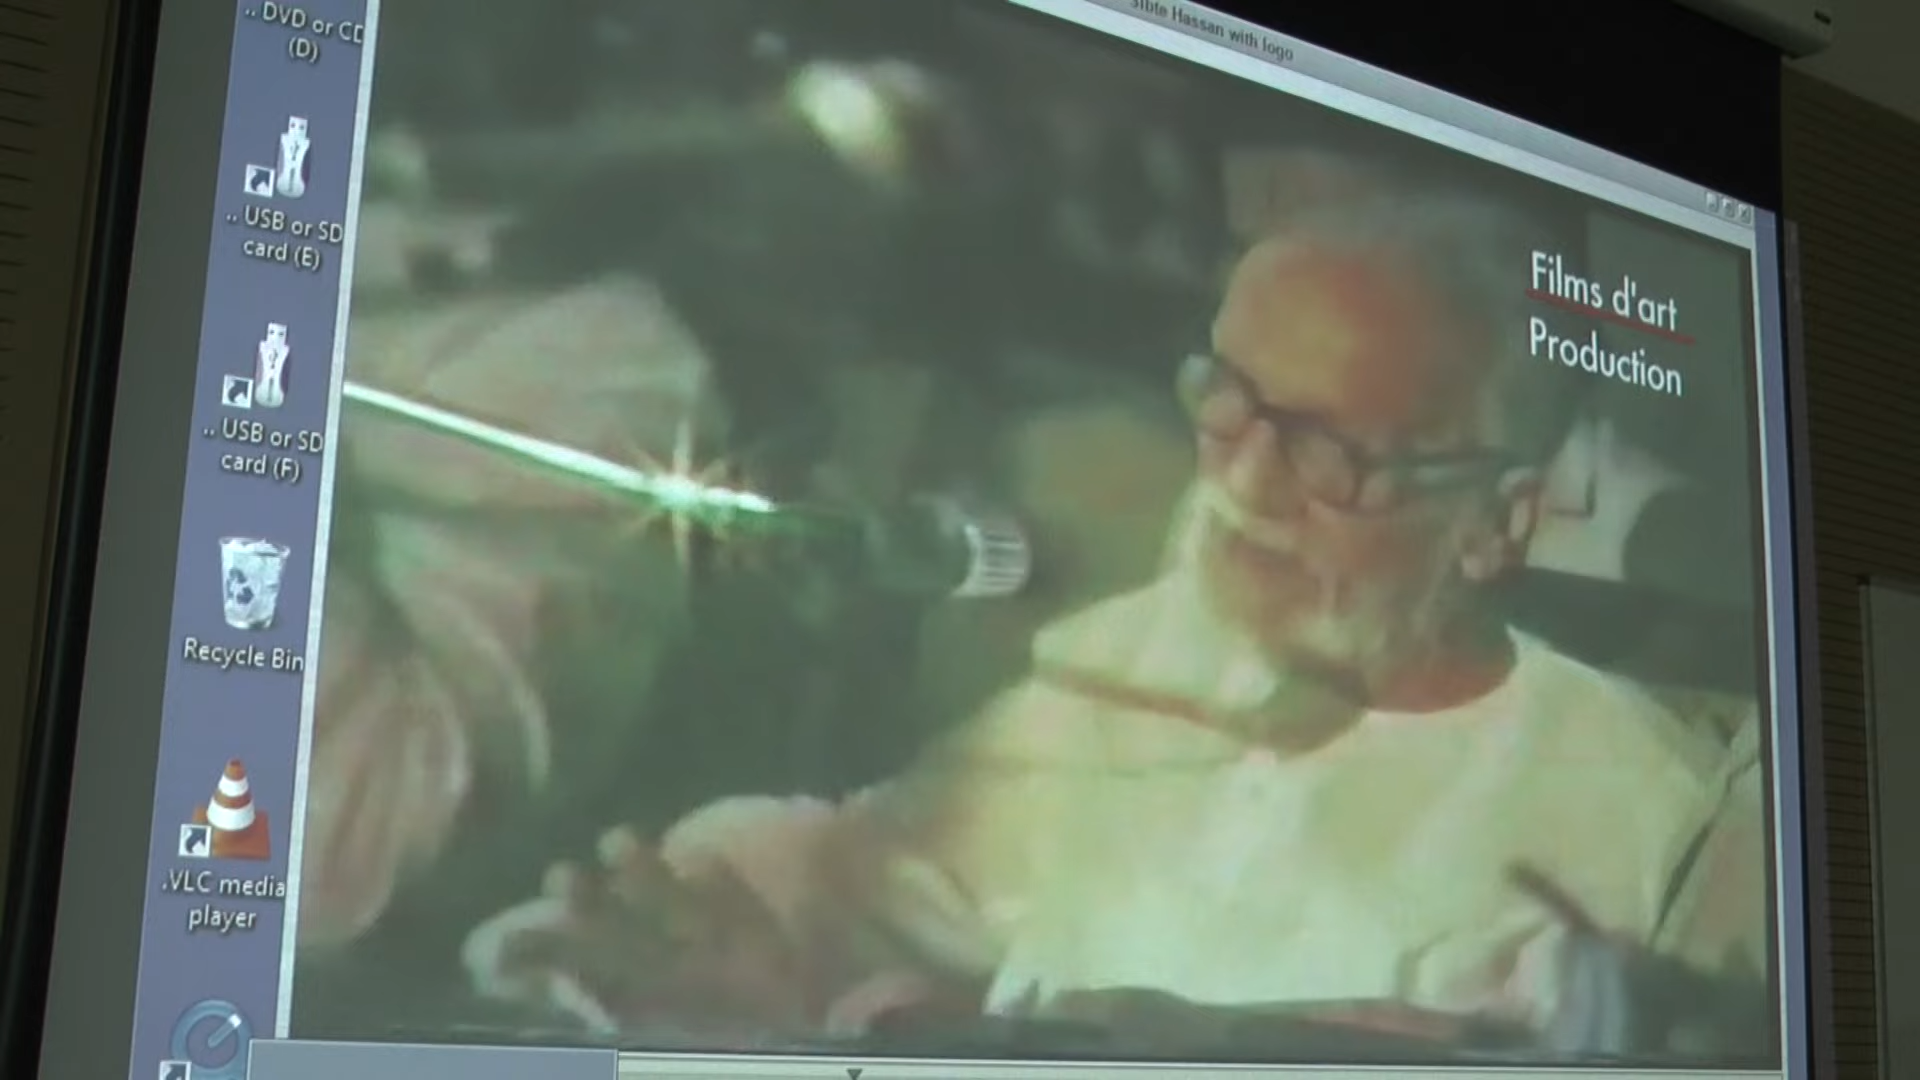 .. DVD or CD
(D)
Sibte Hassan with logo
.. USB or SD
card (E)
Films d'art
Production
.. USB or SD
card (F)
Recycle Bin
.VLC media
player